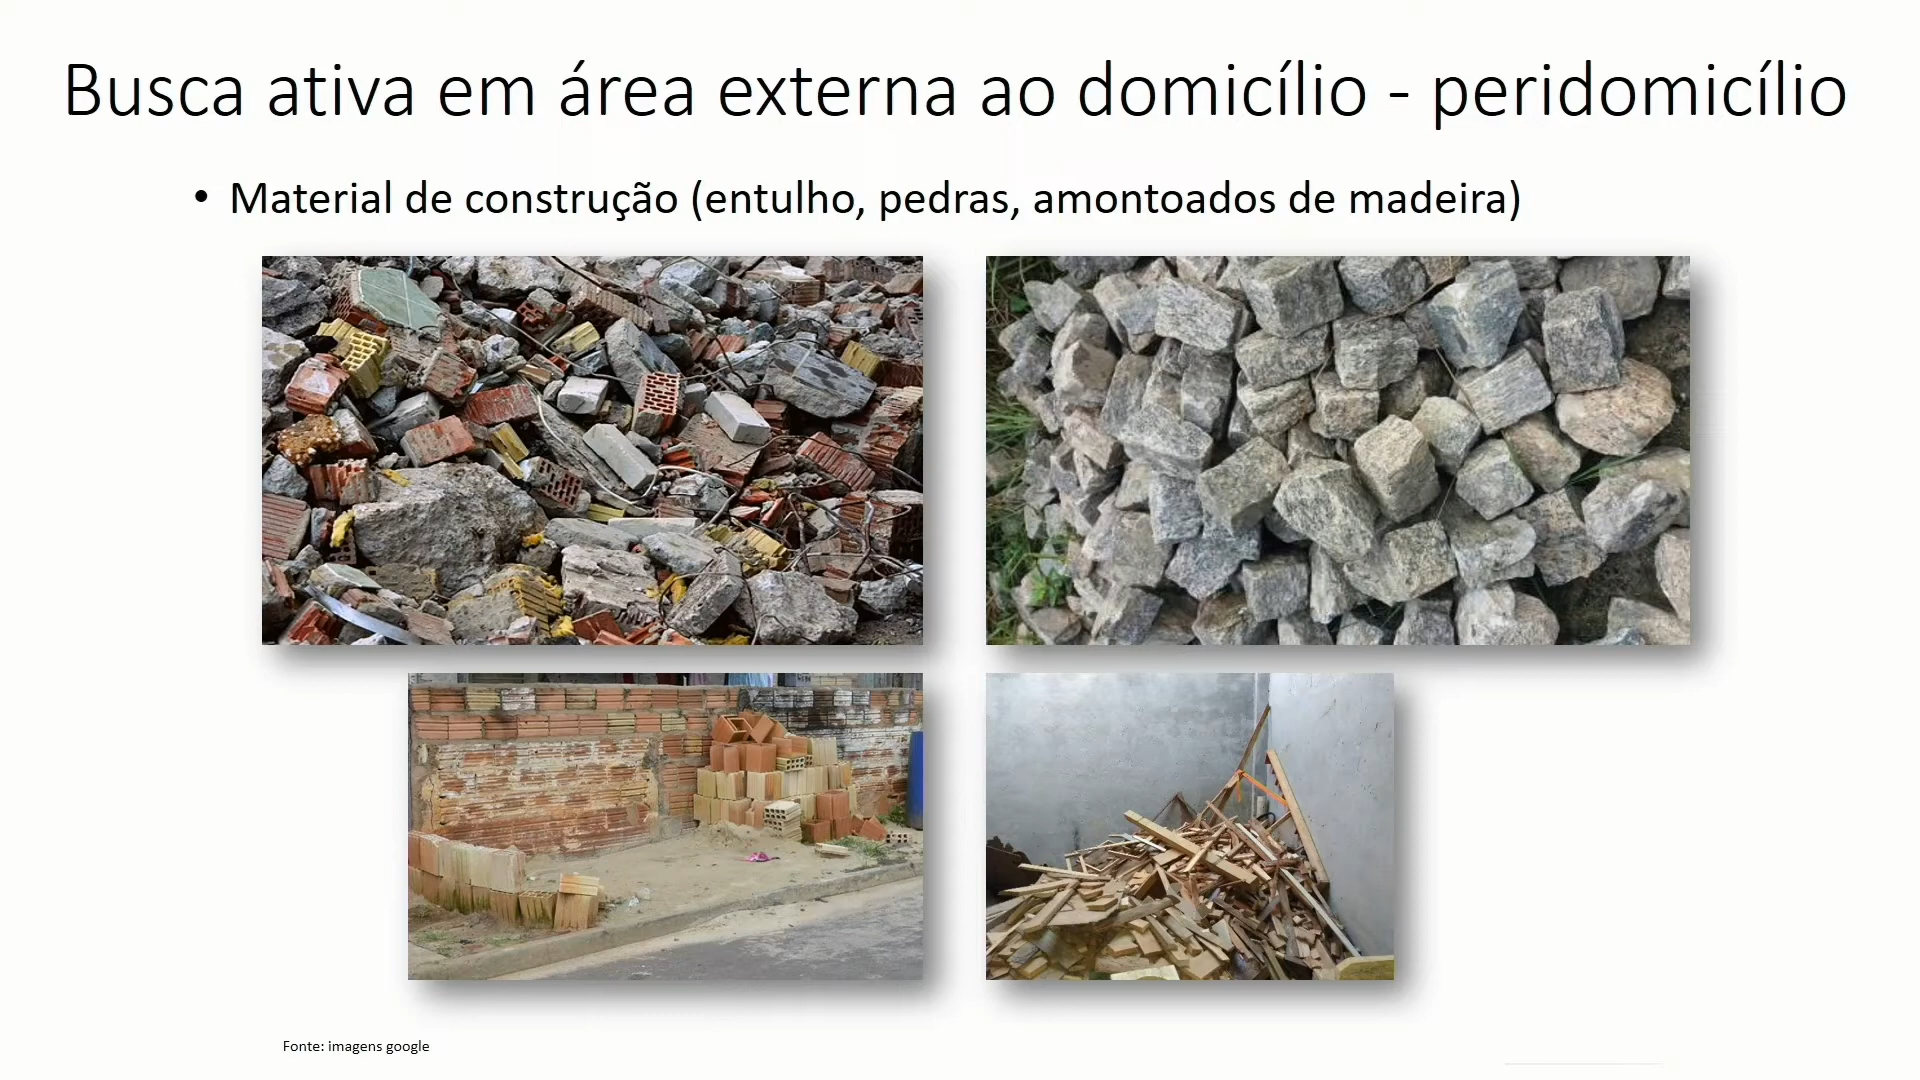 Busca ativa em área externa ao domicílio - peridomicílio
• Material de construção (entulho, pedras, amontoados de madeira)
Fonte: imagens google